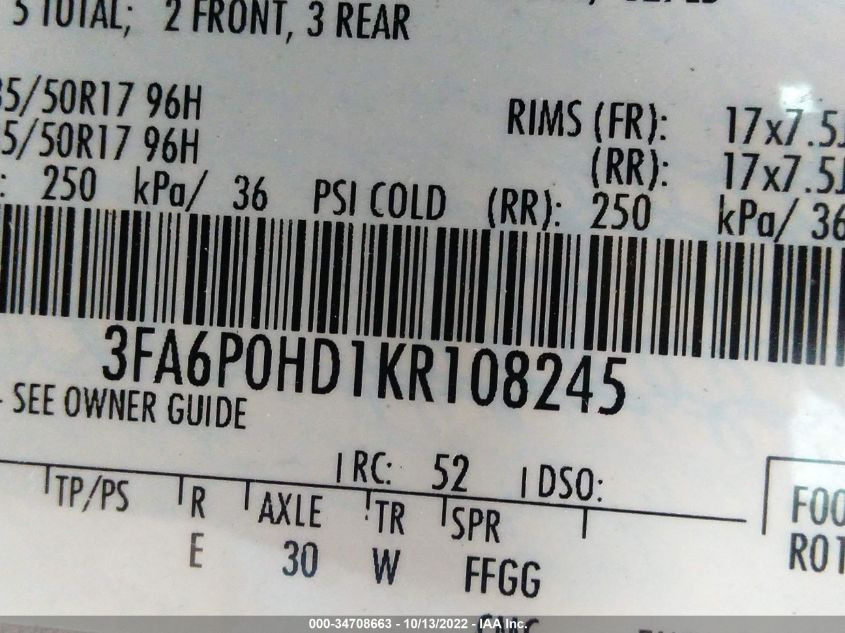 5 TOTAL; 2 FRONT, 3 REAR
5/50R17 96H RIMS (FR): 17x7.5J
5/50R17 96H (RR): 17x7.5J
: 250 kPa/ 36 PSI COLD (RR): 250 kPa/ 36
3FA6P0HD1KR108245
- SEE OWNER GUIDE
RC: 52 DSO:
TP/PS R AXLE TR SPR
E 30 W FFGG
000-34708663 - 10/13/2022 - IAA Inc.